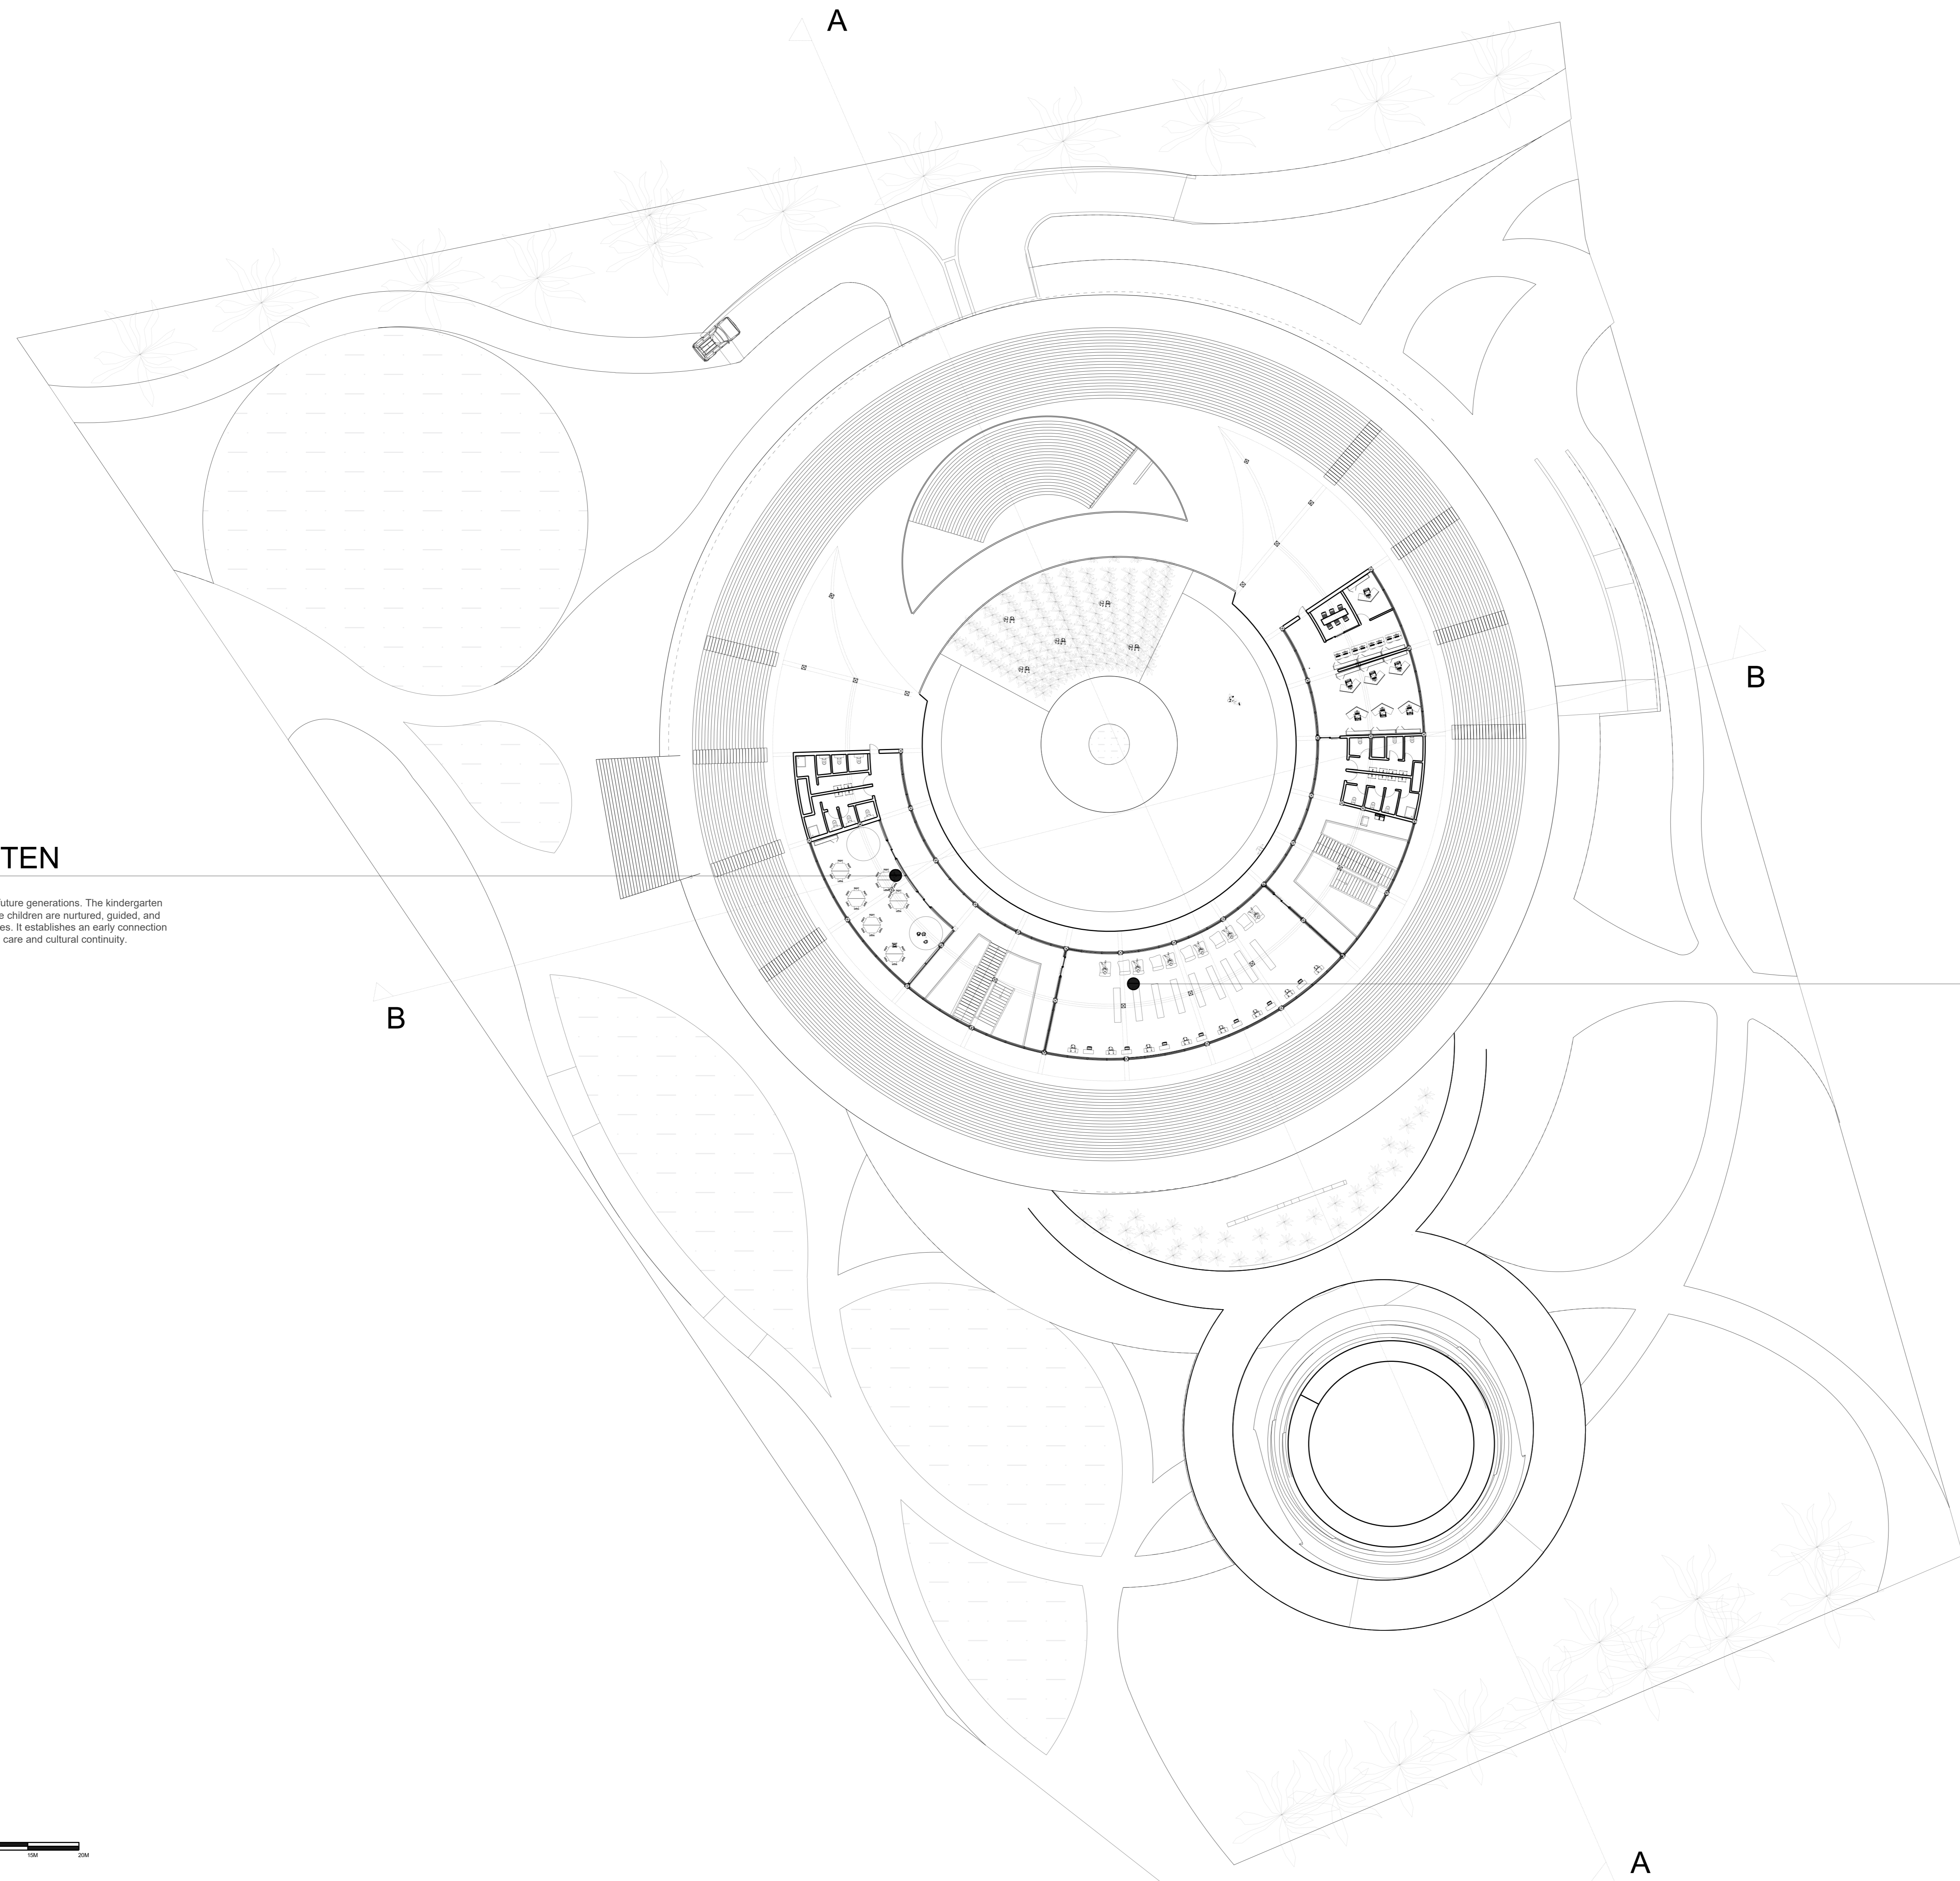 A
B
TEN
uture generations. The kindergarten
e children are nurtured, guided, and
es. It establishes an early connection
care and cultural continuity.
B
15M 20M
A